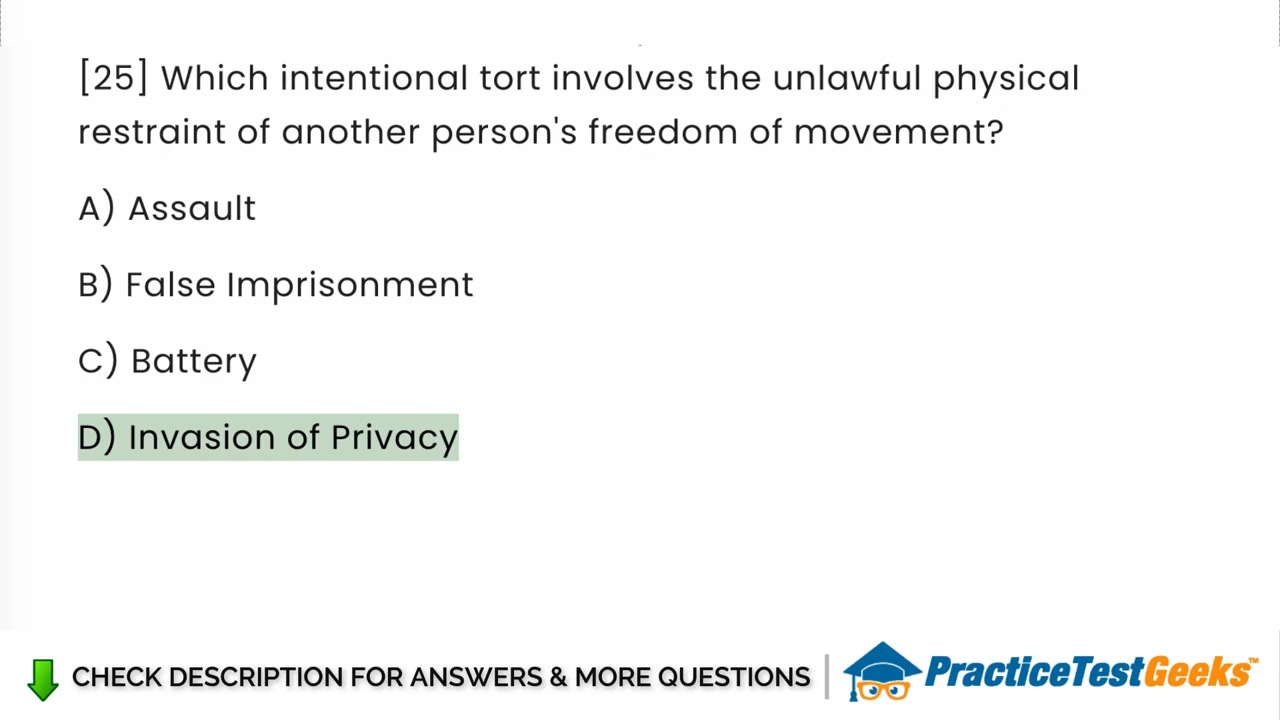 [25] Which intentional tort involves the unlawful physical
restraint of another person's freedom of movement?
A) Assault
B) False Imprisonment
C) Battery
D) Invasion of Privacy
CHECK DESCRIPTION FOR ANSWERS & MORE QUESTIONS
PracticeTestGeeks™